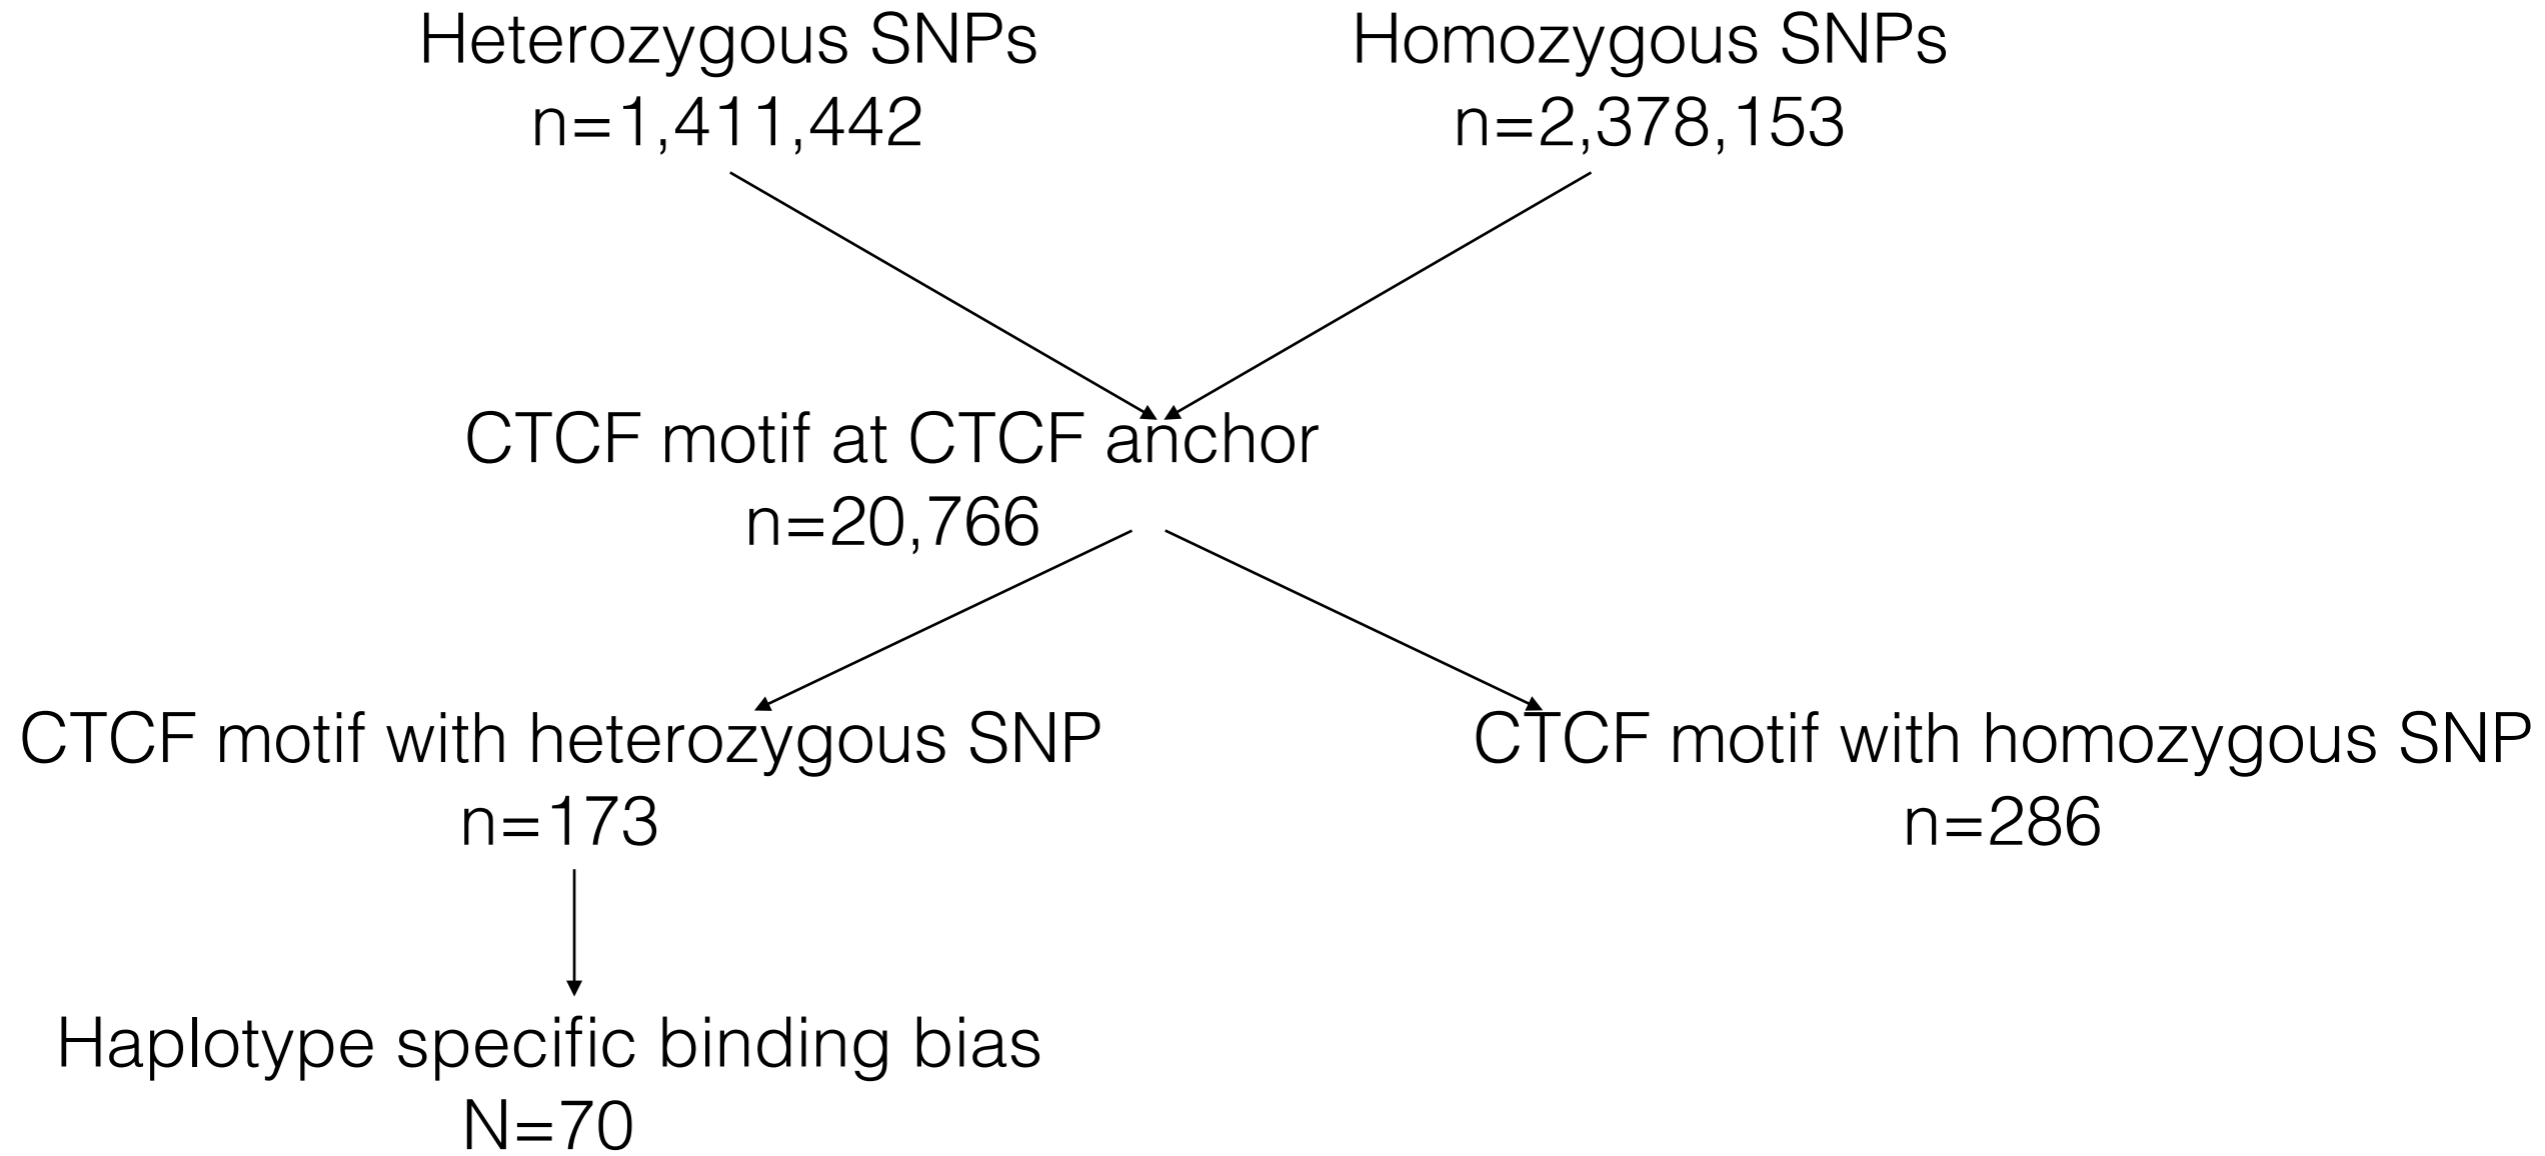 Heterozygous SNPs
n=1,411,442
Homozygous SNPs
n=2,378,153
CTCF motif at CTCF anchor
n=20,766
CTCF motif with heterozygous SNP
n=173
CTCF motif with homozygous SNP
n=286
Haplotype specific binding bias
N=70